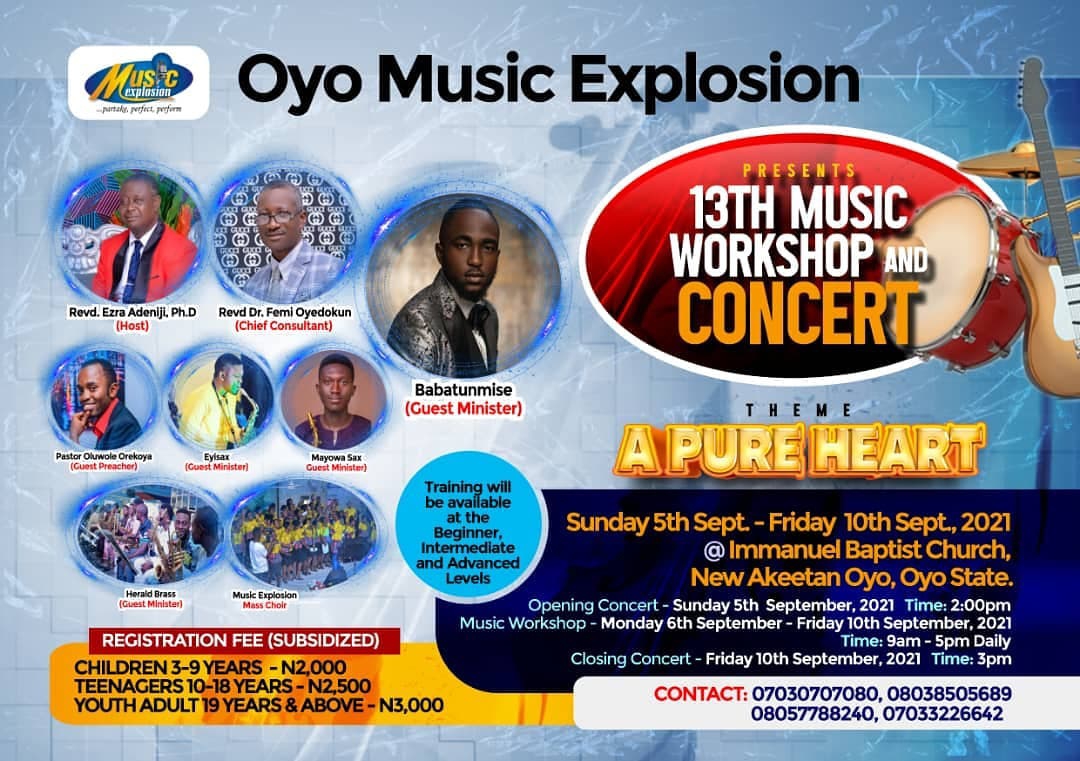 Music
explosion
...partake, perfect, perform
Oyo Music Explosion
PRESENTS
13TH MUSIC
WORKSHOP AND
CONCERT
THEME
A PURE HEART
Revd. Ezra Adeniji, Ph.D
(Host)
Revd Dr. Femi Oyedokun
(Chief Consultant)
Babatunmise
(Guest Minister)
Pastor Oluwole Orekoya
(Guest Preacher)
Eyisax
(Guest Minister)
Mayowa Sax
Guest Minister)
Herald Brass
(Guest Minister)
Music Explosion
Mass Choir
Training will
be available
at the
Beginner,
Intermediate
and Advanced
Levels
Sunday 5th Sept. - Friday 10th Sept., 2021
@ Immanuel Baptist Church,
New Akeetan Oyo, Oyo State.
Opening Concert - Sunday 5th September, 2021 Time: 2:00pm
Music Workshop - Monday 6th September - Friday 10th September, 2021
Time: 9am - 5pm Daily
Closing Concert - Friday 10th September, 2021 Time: 3pm
REGISTRATION FEE (SUBSIDIZED)
CHILDREN 3-9 YEARS - N2,000
TEENAGERS 10-18 YEARS - N2,500
YOUTH ADULT 19 YEARS & ABOVE - N3,000
CONTACT: 07030707080, 08038505689
08057788240, 07033226642